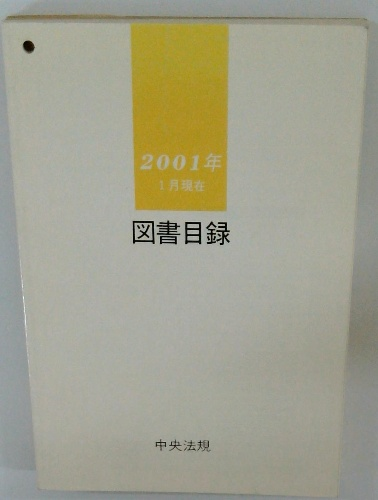 2001年
1月現在
図書目録
中央法規